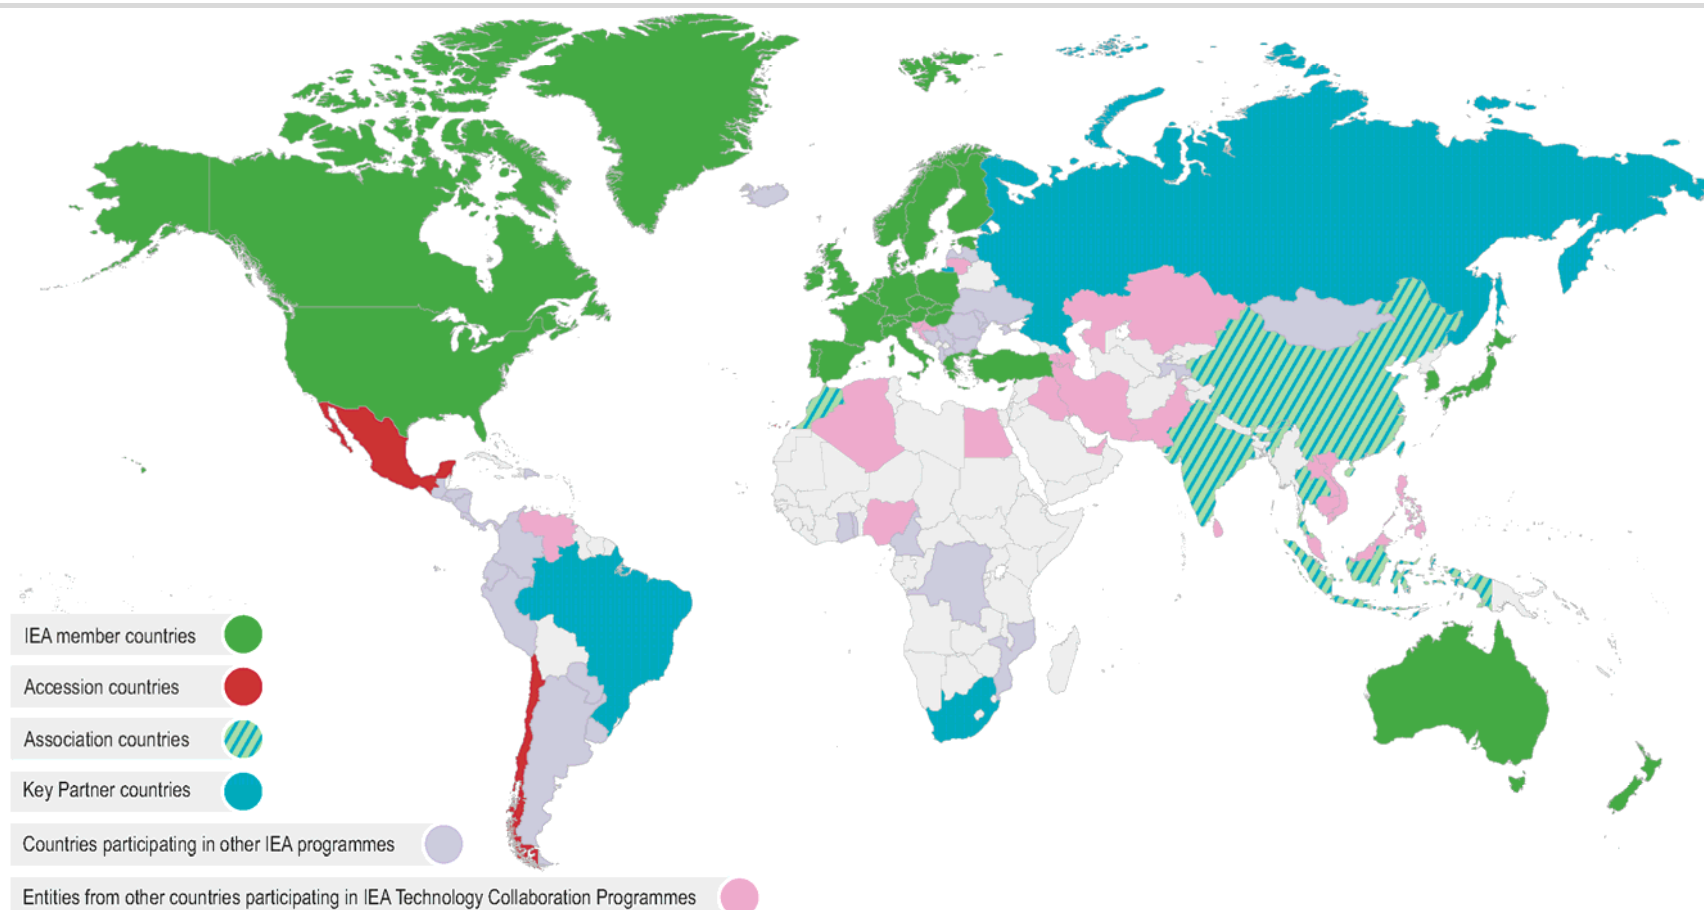 IEA member countries
Accession countries
Association countries
Key Partner countries
Countries participating in other IEA programmes
Entities from other countries participating in IEA Technology Collaboration Programmes